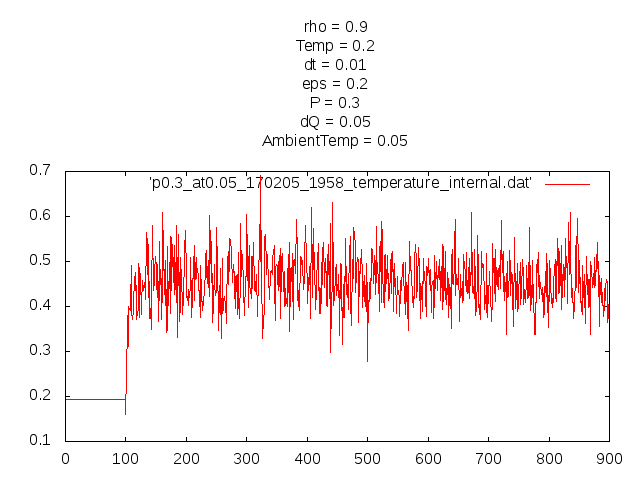 rho = 0.9
Temp = 0.2
dt = 0.01
eps = 0.2
P = 0.3
dQ = 0.05
AmbientTemp = 0.05
0.7
'p0.3_at0.05_170205_1958_temperature_internal.dat'
0.6
0.5
0.4
0.3
0.2
0.1
0 100 200 300 400 500 600 700 800 900